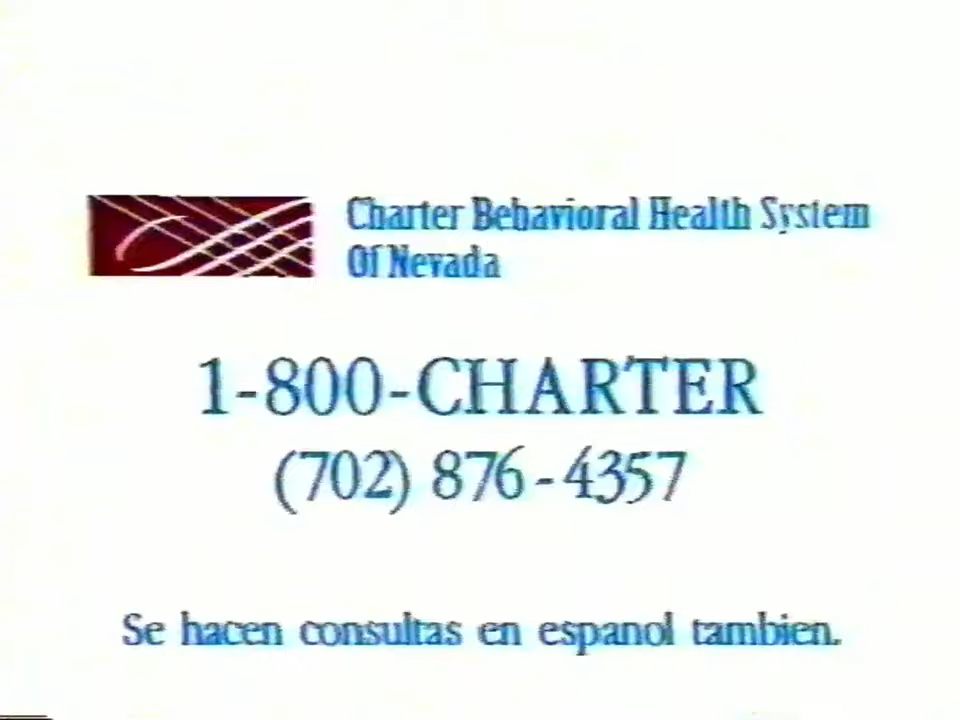 Charter Behavioral Health System
Of Nevada
1-800-CHARTER
(702) 876-4357
Se hacen consultas en espanol tambien.